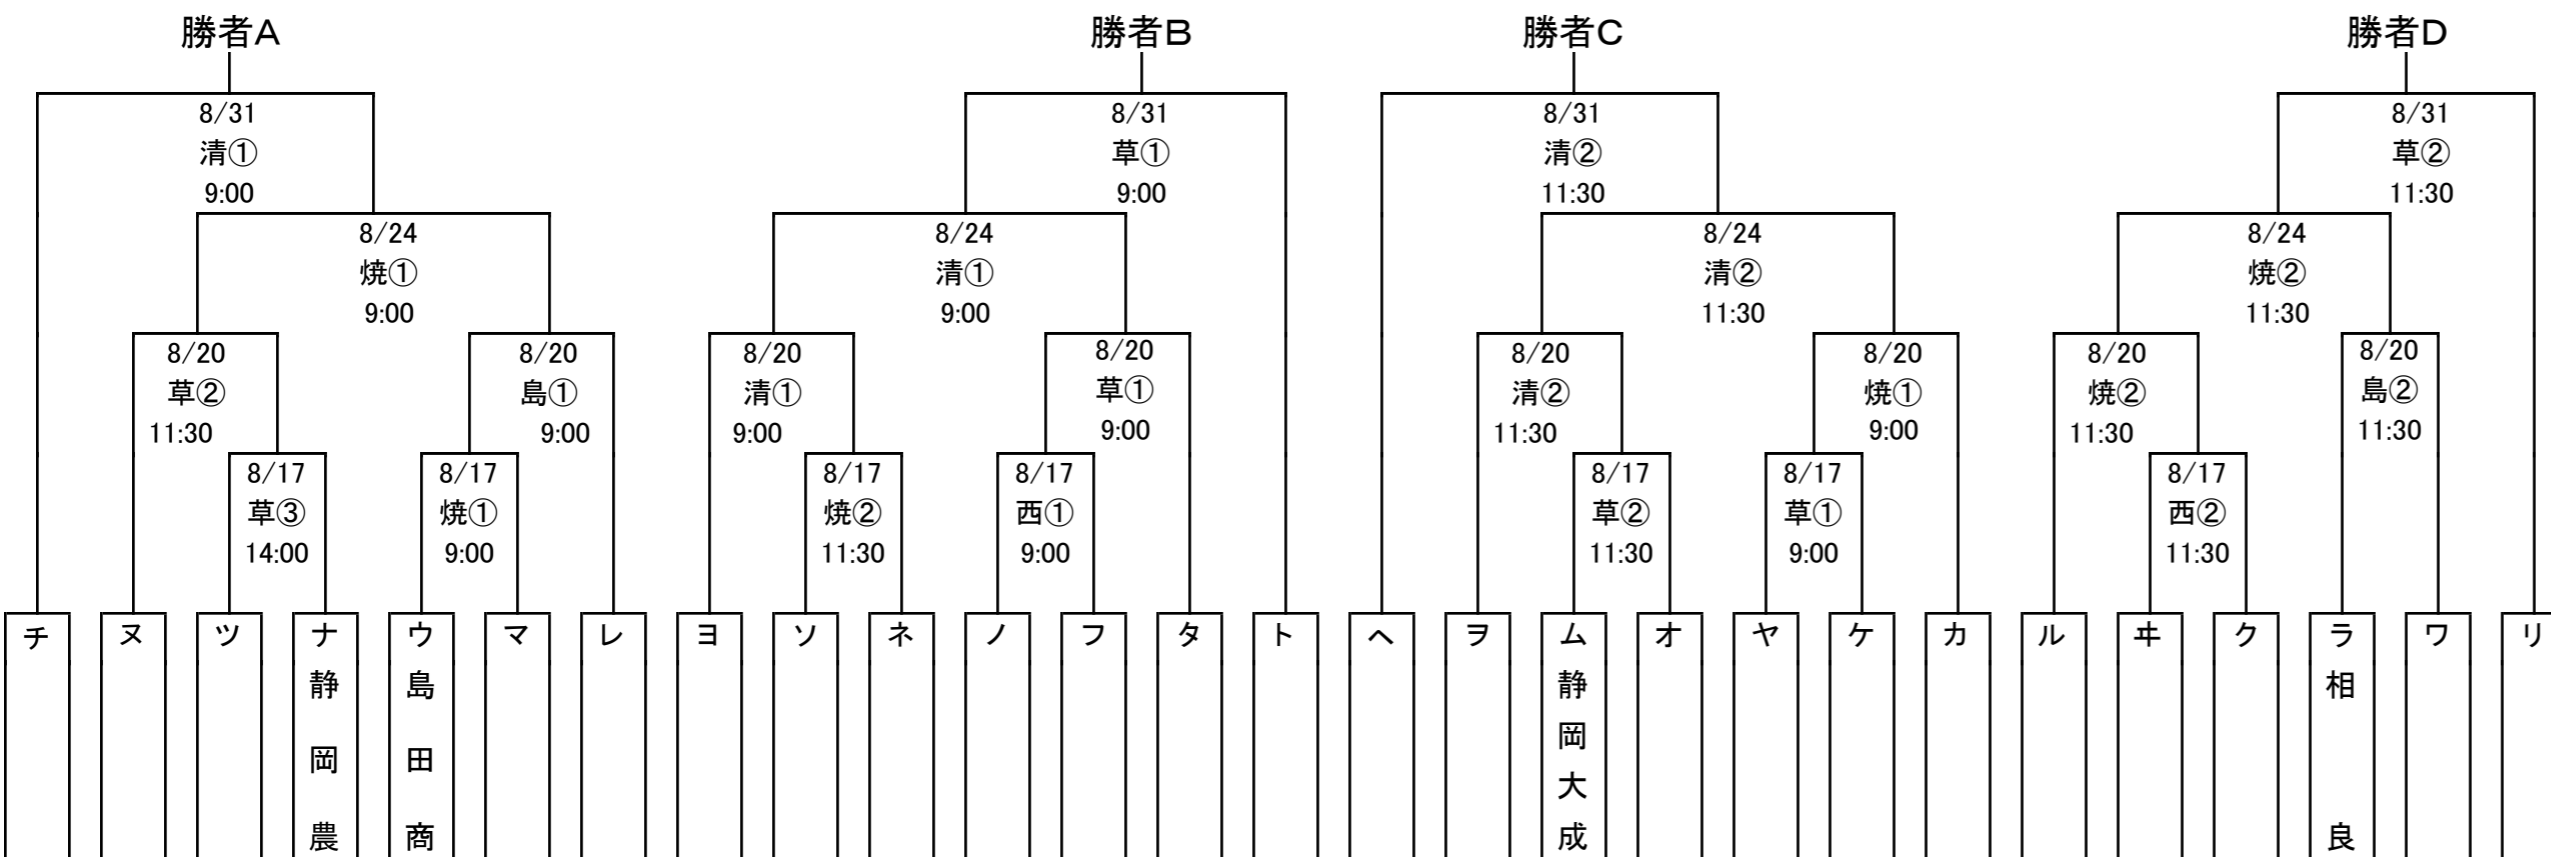 勝者A 勝者B 勝者C 勝者D
8/31 8/31 8/31 8/31
清① 草① 清② 草②
9:00 9:00 11:30 11:30
8/24 8/24 8/24 8/24
焼① 清① 清② 焼②
9:00 9:00 11:30 11:30
8/20 8/20 8/20 8/20 8/20 8/20 8/20 8/20
草② 島① 清① 草① 清② 焼① 焼② 島②
11:30 9:00 9:00 9:00 11:30 9:00 11:30 11:30
8/17 8/17 8/17 8/17 8/17 8/17 8/17
草③ 焼① 焼② 西① 草② 草① 西②
14:00 9:00 11:30 9:00 11:30 9:00 11:30
チ
ヌ
ツ
ナ 静岡農
ウ 島田商
マ
レ
ヨ
ソ
ネ
ノ
フ
タ
ト
ヘ
ヲ
ム 静岡大成
オ
ヤ
ケ
カ
ル
ヰ
ク
ラ 相良
ワ
リ